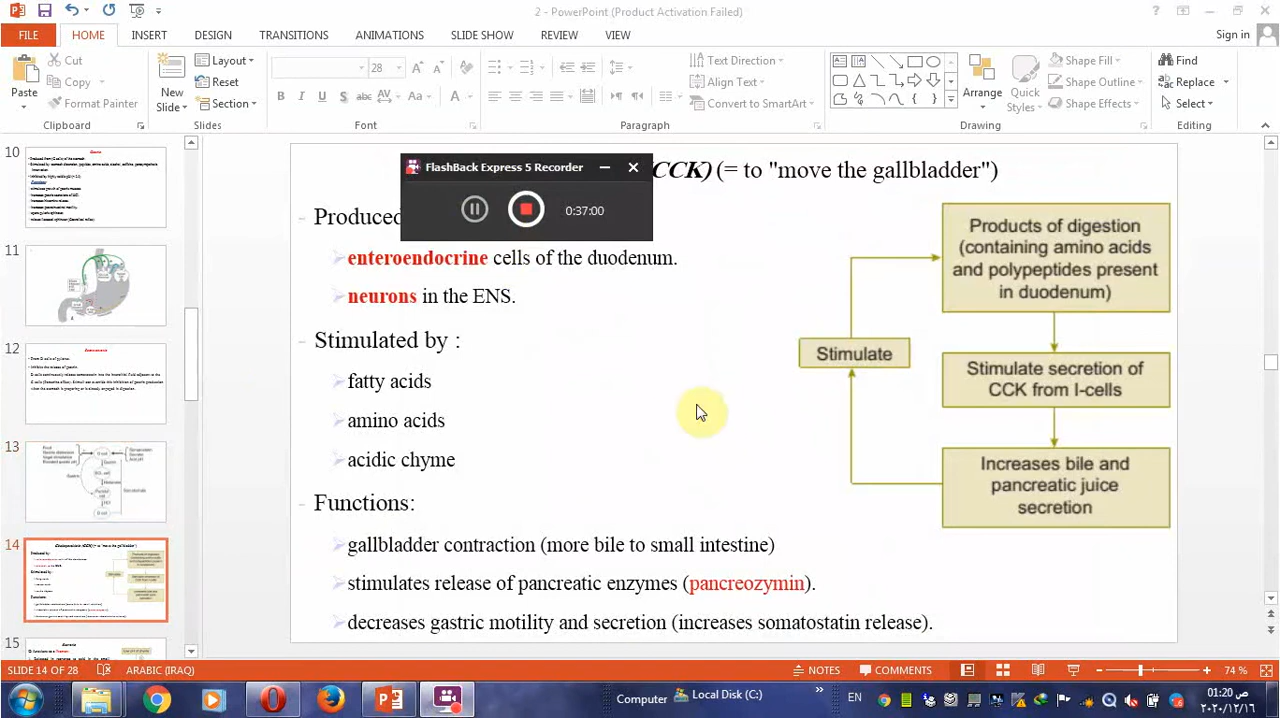 2 - PowerPoint (Product Activation Failed)
FILE HOME INSERT DESIGN TRANSITIONS ANIMATIONS SLIDE SHOW REVIEW VIEW
Sign in
Paste
Cut
Copy
Format Painter
Clipboard
New
Slide
Layout
Reset
Section
Slides
28
B I U S abc AV Aa A
Font
Text Direction
Align Text
Convert to SmartArt
Paragraph
Arrange
Quick
Styles
Shape Fill
Shape Outline
Shape Effects
Drawing
Find
Replace
Select
Editing
10
11
12
13
14
15
FlashBack Express 5 Recorder
0:37:00
CCK) (= to "move the gallbladder")
Produced
enteroendocrine cells of the duodenum.
neurons in the ENS.
Stimulated by :
fatty acids
amino acids
acidic chyme
Functions:
gallbladder contraction (more bile to small intestine)
stimulates release of pancreatic enzymes (pancreozymin).
decreases gastric motility and secretion (increases somatostatin release).
Products of digestion
(containing amino acids
and polypeptides present
in duodenum)
Stimulate
Stimulate secretion of
CCK from I-cells
Increases bile and
pancreatic juice
secretion
SLIDE 14 OF 28 ARABIC (IRAQ) NOTES COMMENTS 74 %
Computer Local Disk (C:) » EN
01:20 ص
٢٠٢٠/١٢/١٦